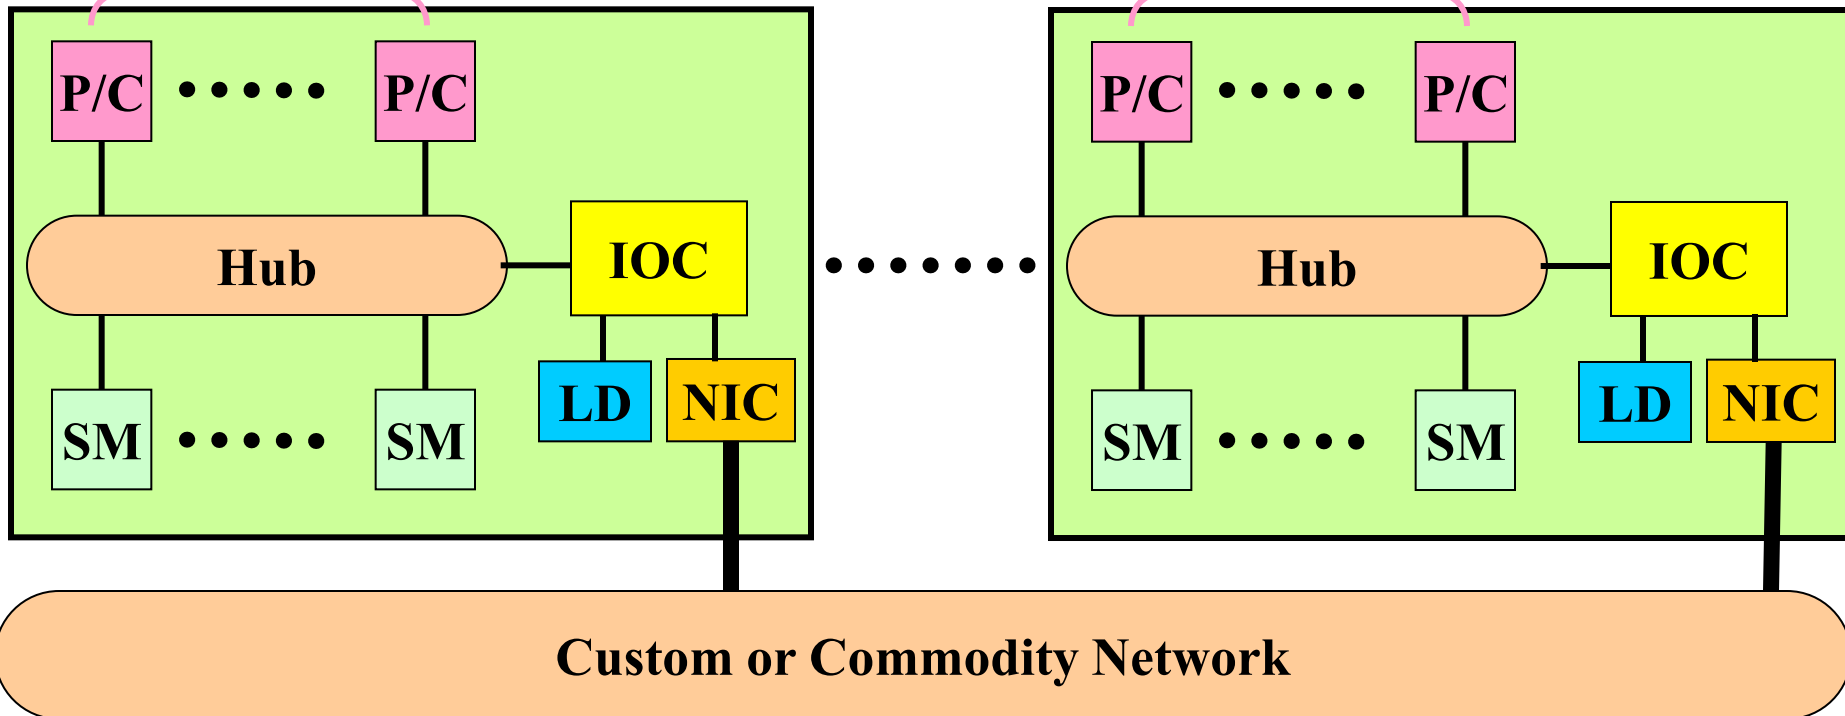 P/C P/C P/C P/C
Hub IOC Hub IOC
LD NIC LD NIC
SM SM SM SM
Custom or Commodity Network